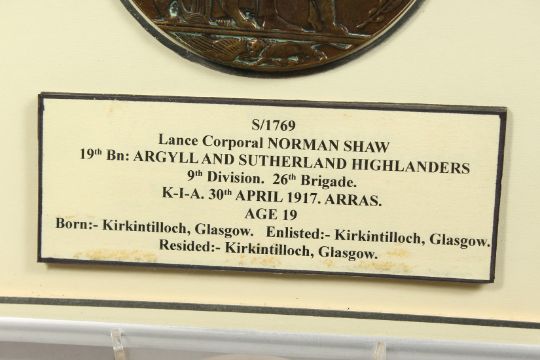 S/1769
Lance Corporal NORMAN SHAW
19th Bn: ARGYLL AND SUTHERLAND HIGHLANDERS
9th Division. 26th Brigade.
K-I-A. 30th APRIL 1917. ARRAS.
AGE 19
Born:- Kirkintilloch, Glasgow. Enlisted:- Kirkintilloch, Glasgow.
Resided:- Kirkintilloch, Glasgow.